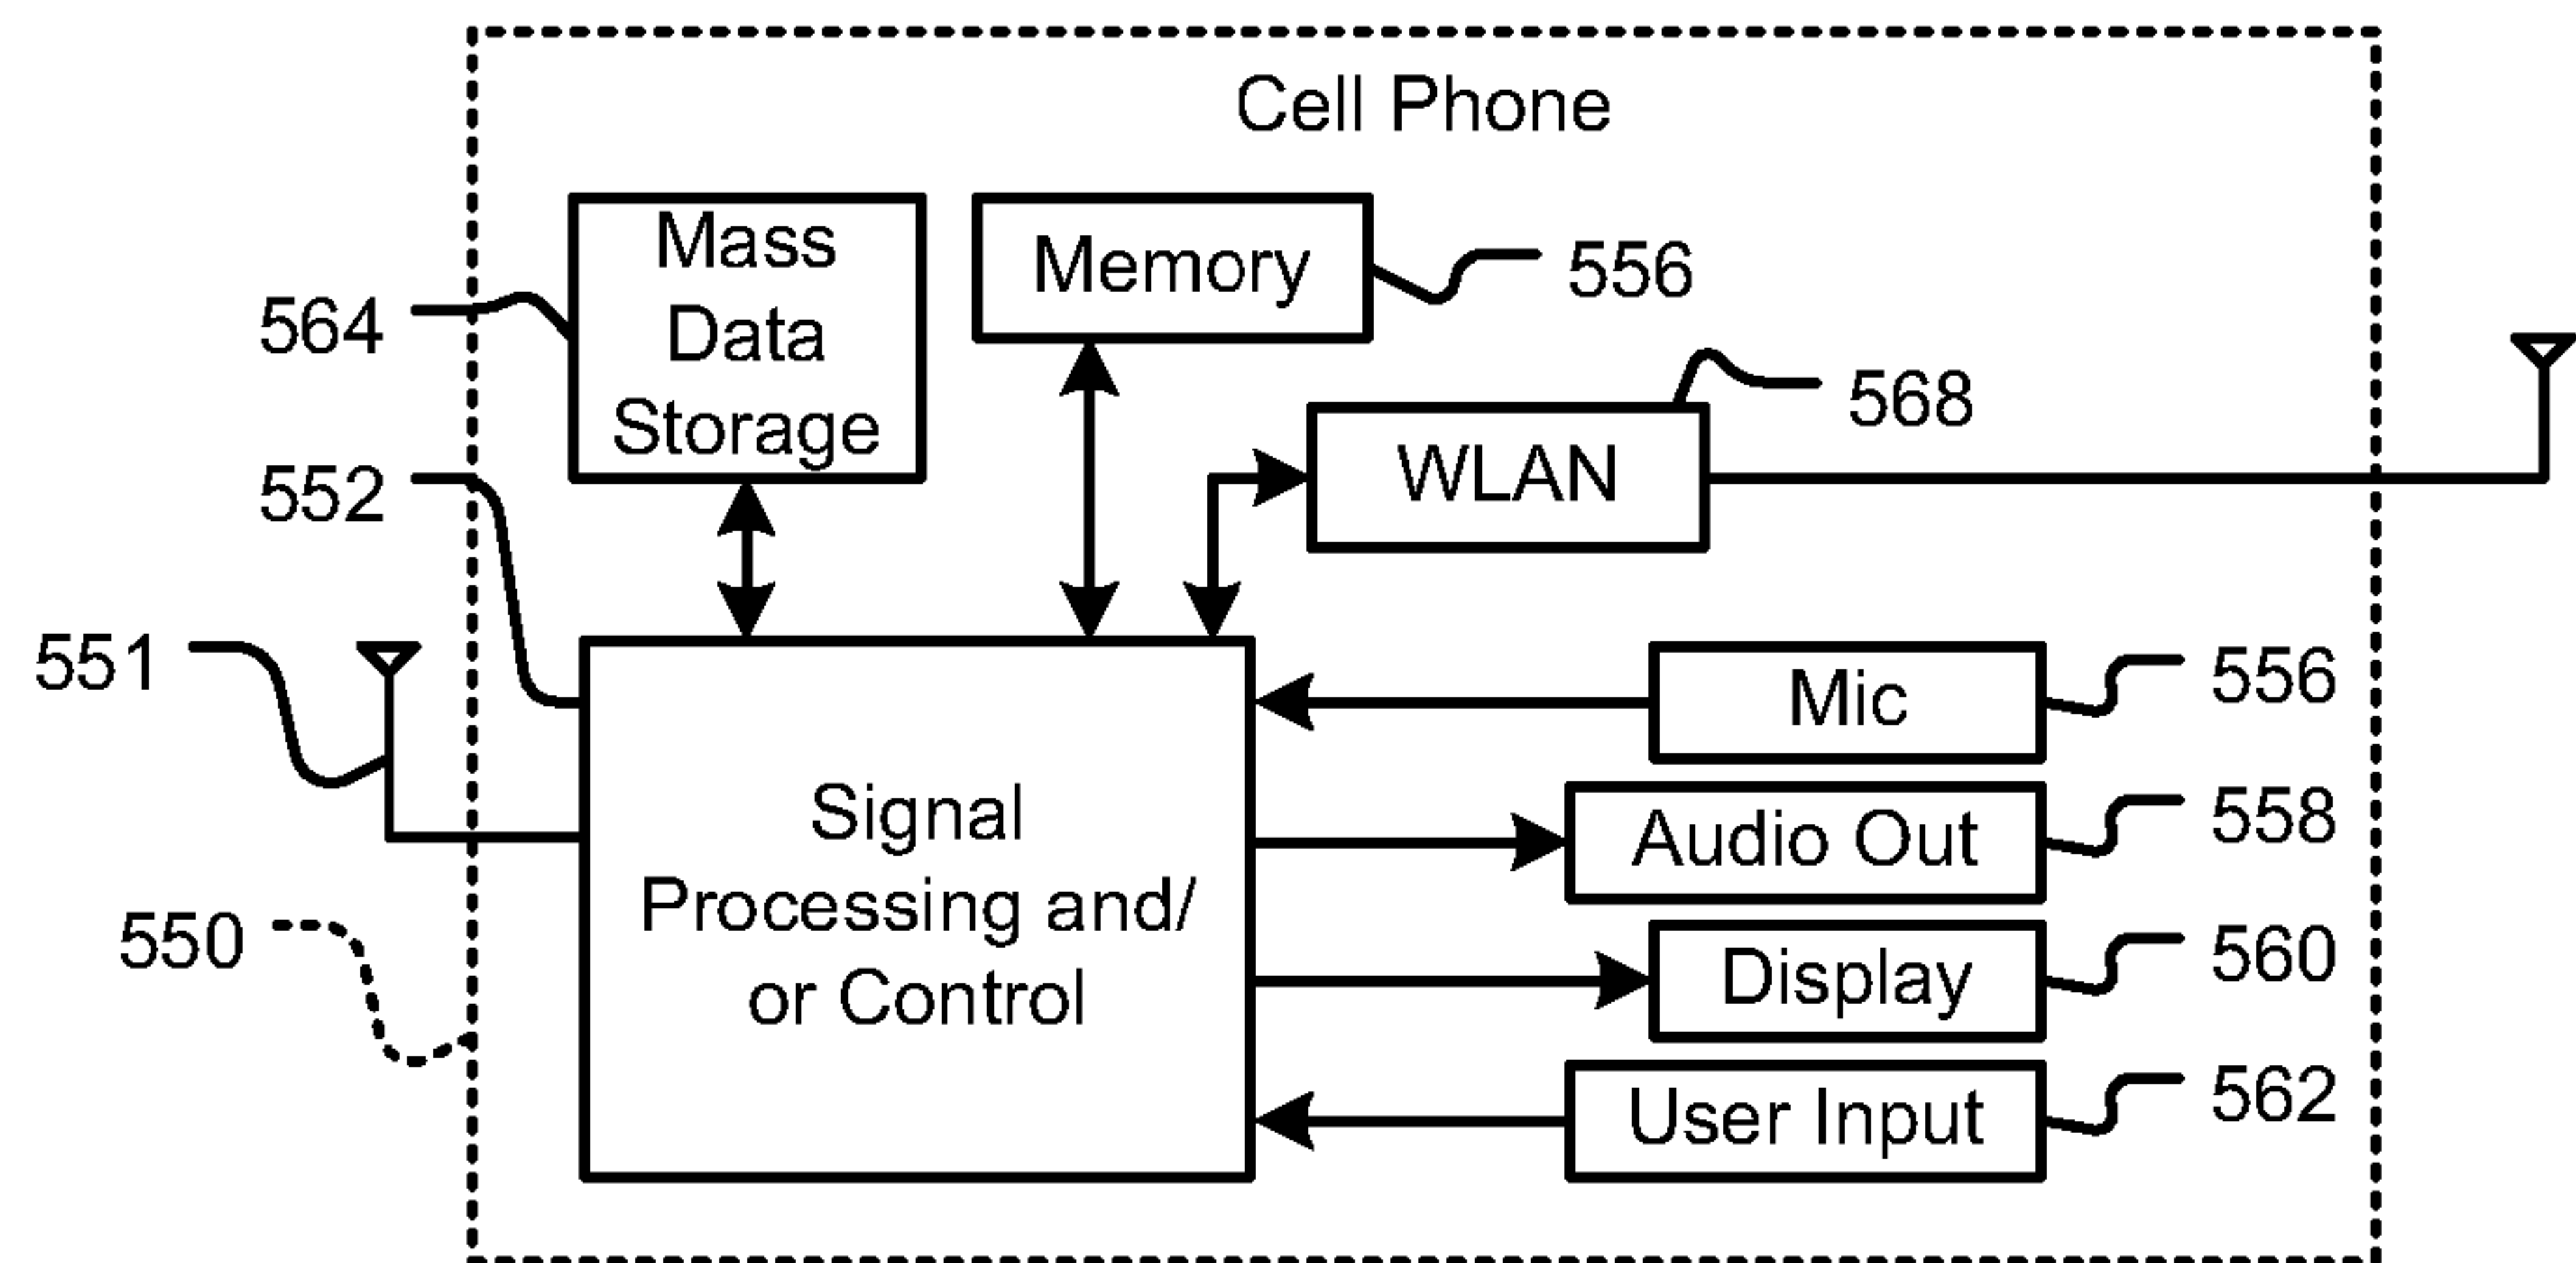 Cell Phone
Mass
Data
Storage
Memory
556
564
568
WLAN
552
551
Mic
556
Signal
Processing and/
or Control
Audio Out
558
550
Display
560
User Input
562